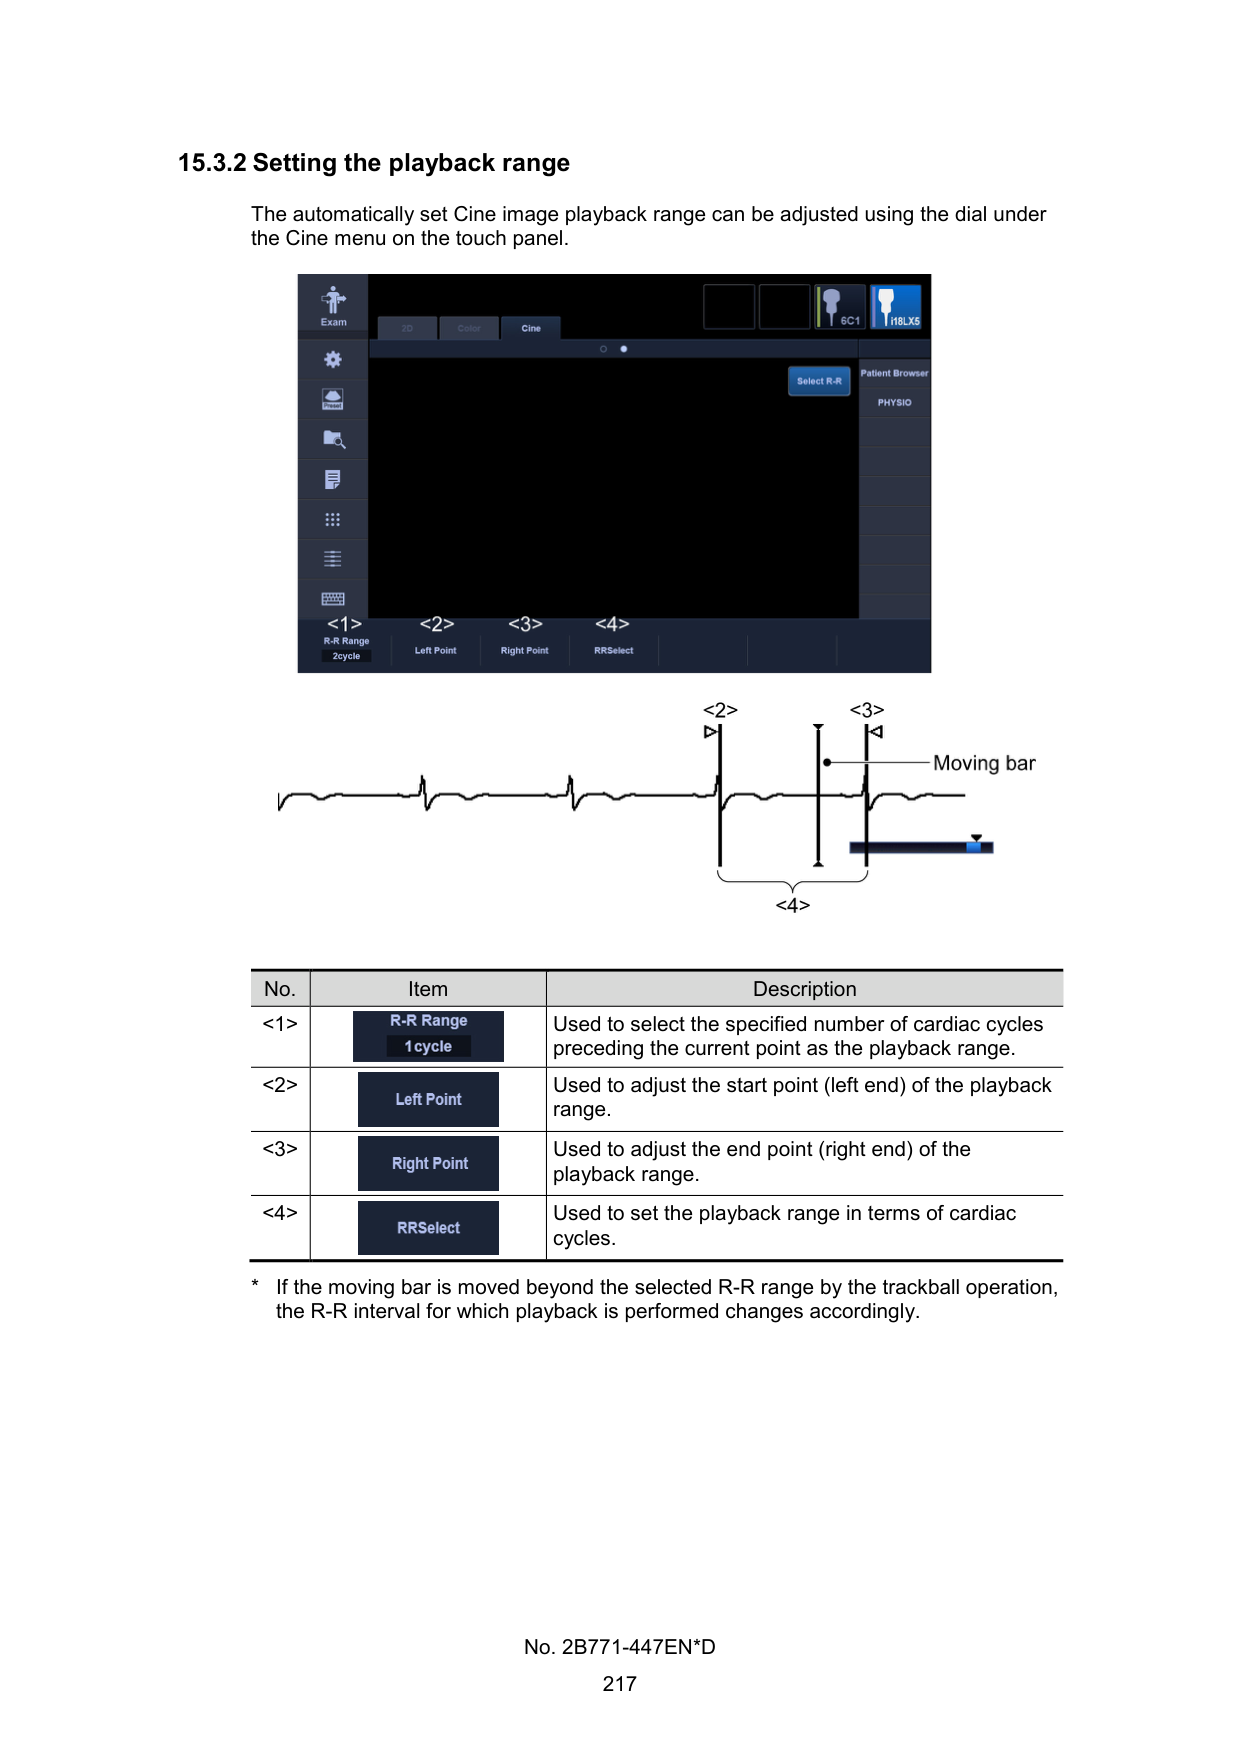 15.3.2 Setting the playback range
The automatically set Cine image playback range can be adjusted using the dial under
the Cine menu on the touch panel.
Exam
2D
Color
Cine
6C1
i18LX5
Select R-R
Patient Browser
PHYSIO
Preset
<1>
<2>
<3>
<4>
R-R Range
2cycle
Left Point
Right Point
RRSelect
<2>
<3>
Moving bar
<4>
No. Item Description
<1> R-R Range 1cycle Used to select the specified number of cardiac cycles
preceding the current point as the playback range.
<2> Left Point Used to adjust the start point (left end) of the playback
range.
<3> Right Point Used to adjust the end point (right end) of the
playback range.
<4> RRSelect Used to set the playback range in terms of cardiac
cycles.
* If the moving bar is moved beyond the selected R-R range by the trackball operation,
the R-R interval for which playback is performed changes accordingly.
No. 2B771-447EN*D
217